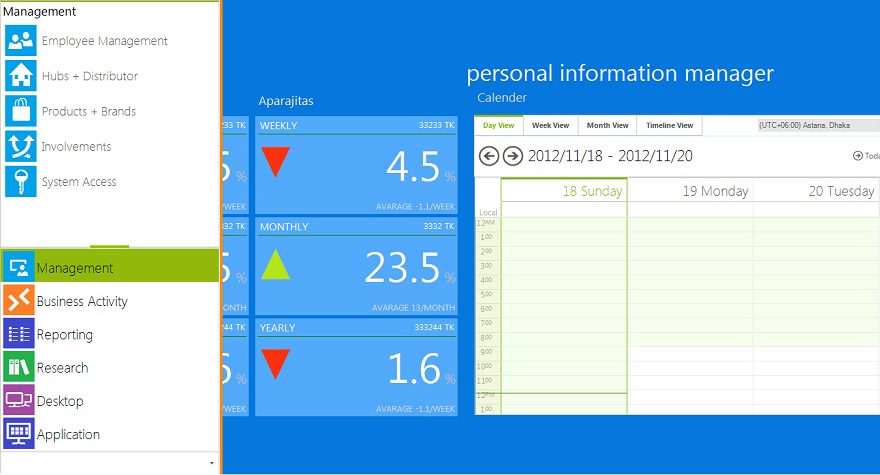 Management
Employee Management
Hubs + Distributor
Products + Brands
Involvements
System Access
Management
Business Activity
Reporting
Research
Desktop
Application
233 TK
5 %
/WEEK
332 TK
5 %
MONTH
244 TK
6 %
/WEEK
Aparajitas
WEEKLY 33233 TK
4.5 %
AVARAGE -1.1/WEEK
MONTHLY 3332 TK
23.5 %
AVARAGE 13/MONTH
YEARLY 333244 TK
1.6 %
AVARAGE -1.1/WEEK
personal information manager
Calender
Day View Week View Month View Timeline View (UTC+06:00) Astana, Dhaka
2012/11/18 - 2012/11/20 Toda
18 Sunday 19 Monday 20 Tuesday
Local
12AM
1 00
2 00
3 00
4 00
5 00
6 00
7 00
8 00
9 00
10 00
11 00
12PM
1 00